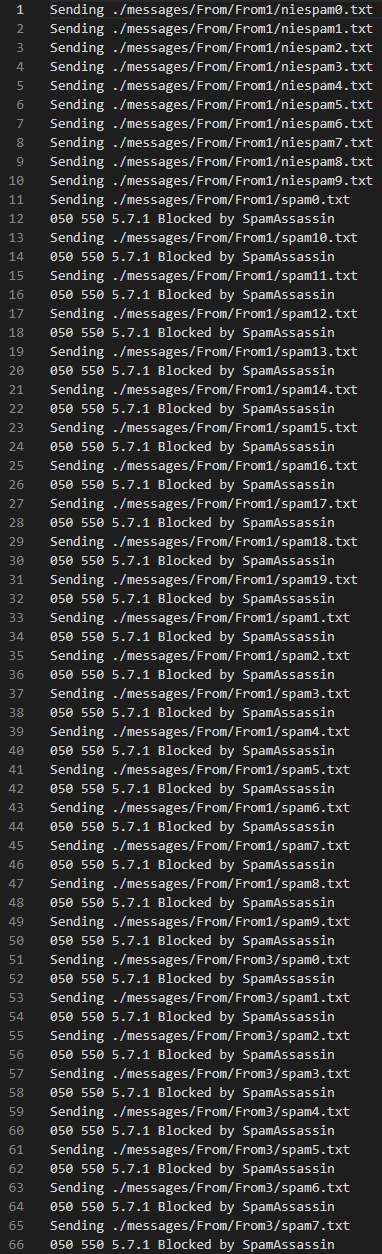 1 Sending ./messages/From/From1/niespam0.txt
2 Sending ./messages/From/From1/niespam1.txt
3 Sending ./messages/From/From1/niespam2.txt
4 Sending ./messages/From/From1/niespam3.txt
5 Sending ./messages/From/From1/niespam4.txt
6 Sending ./messages/From/From1/niespam5.txt
7 Sending ./messages/From/From1/niespam6.txt
8 Sending ./messages/From/From1/niespam7.txt
9 Sending ./messages/From/From1/niespam8.txt
10 Sending ./messages/From/From1/niespam9.txt
11 Sending ./messages/From/From1/spam0.txt
12 050 550 5.7.1 Blocked by SpamAssassin
13 Sending ./messages/From/From1/spam10.txt
14 050 550 5.7.1 Blocked by SpamAssassin
15 Sending ./messages/From/From1/spam11.txt
16 050 550 5.7.1 Blocked by SpamAssassin
17 Sending ./messages/From/From1/spam12.txt
18 050 550 5.7.1 Blocked by SpamAssassin
19 Sending ./messages/From/From1/spam13.txt
20 050 550 5.7.1 Blocked by SpamAssassin
21 Sending ./messages/From/From1/spam14.txt
22 050 550 5.7.1 Blocked by SpamAssassin
23 Sending ./messages/From/From1/spam15.txt
24 050 550 5.7.1 Blocked by SpamAssassin
25 Sending ./messages/From/From1/spam16.txt
26 050 550 5.7.1 Blocked by SpamAssassin
27 Sending ./messages/From/From1/spam17.txt
28 050 550 5.7.1 Blocked by SpamAssassin
29 Sending ./messages/From/From1/spam18.txt
30 050 550 5.7.1 Blocked by SpamAssassin
31 Sending ./messages/From/From1/spam19.txt
32 050 550 5.7.1 Blocked by SpamAssassin
33 Sending ./messages/From/From1/spam1.txt
34 050 550 5.7.1 Blocked by SpamAssassin
35 Sending ./messages/From/From1/spam2.txt
36 050 550 5.7.1 Blocked by SpamAssassin
37 Sending ./messages/From/From1/spam3.txt
38 050 550 5.7.1 Blocked by SpamAssassin
39 Sending ./messages/From/From1/spam4.txt
40 050 550 5.7.1 Blocked by SpamAssassin
41 Sending ./messages/From/From1/spam5.txt
42 050 550 5.7.1 Blocked by SpamAssassin
43 Sending ./messages/From/From1/spam6.txt
44 050 550 5.7.1 Blocked by SpamAssassin
45 Sending ./messages/From/From1/spam7.txt
46 050 550 5.7.1 Blocked by SpamAssassin
47 Sending ./messages/From/From1/spam8.txt
48 050 550 5.7.1 Blocked by SpamAssassin
49 Sending ./messages/From/From1/spam9.txt
50 050 550 5.7.1 Blocked by SpamAssassin
51 Sending ./messages/From/From3/spam0.txt
52 050 550 5.7.1 Blocked by SpamAssassin
53 Sending ./messages/From/From3/spam1.txt
54 050 550 5.7.1 Blocked by SpamAssassin
55 Sending ./messages/From/From3/spam2.txt
56 050 550 5.7.1 Blocked by SpamAssassin
57 Sending ./messages/From/From3/spam3.txt
58 050 550 5.7.1 Blocked by SpamAssassin
59 Sending ./messages/From/From3/spam4.txt
60 050 550 5.7.1 Blocked by SpamAssassin
61 Sending ./messages/From/From3/spam5.txt
62 050 550 5.7.1 Blocked by SpamAssassin
63 Sending ./messages/From/From3/spam6.txt
64 050 550 5.7.1 Blocked by SpamAssassin
65 Sending ./messages/From/From3/spam7.txt
66 050 550 5.7.1 Blocked by SpamAssassin